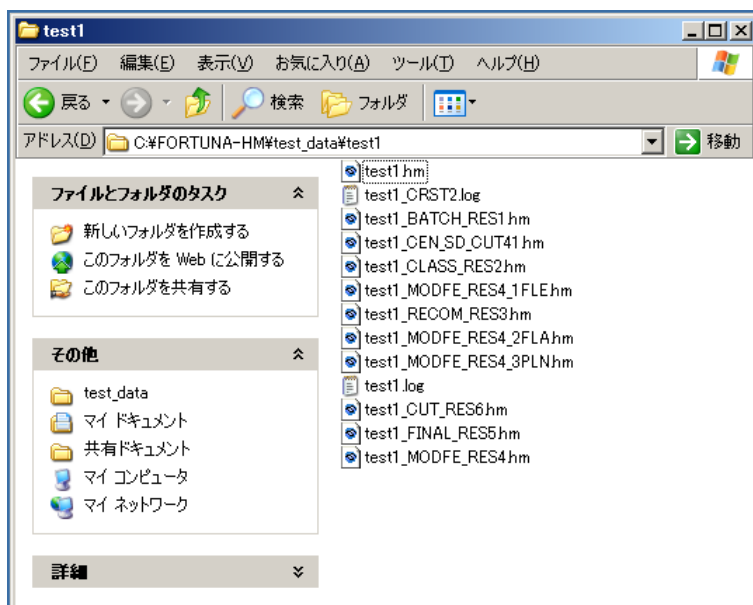 test1
ファイル(F) 編集(E) 表示(V) お気に入り(A) ツール(T) ヘルプ(H)
戻る 検索 フォルダ
アドレス(D) C:¥FORTUNA-HM¥test_data¥test1 移動
ファイルとフォルダのタスク
新しいフォルダを作成する
このフォルダを Web に公開する
このフォルダを共有する
その他
test_data
マイ ドキュメント
共有ドキュメント
マイ コンピュータ
マイ ネットワーク
詳細
test1.hm
test1_CRST2.log
test1_BATCH_RES1.hm
test1_CEN_SD_CUT41.hm
test1_CLASS_RES2.hm
test1_MODFE_RES4_1FLE.hm
test1_RECOM_RES3.hm
test1_MODFE_RES4_2FLA.hm
test1_MODFE_RES4_3PLN.hm
test1.log
test1_CUT_RES6.hm
test1_FINAL_RES5.hm
test1_MODFE_RES4.hm